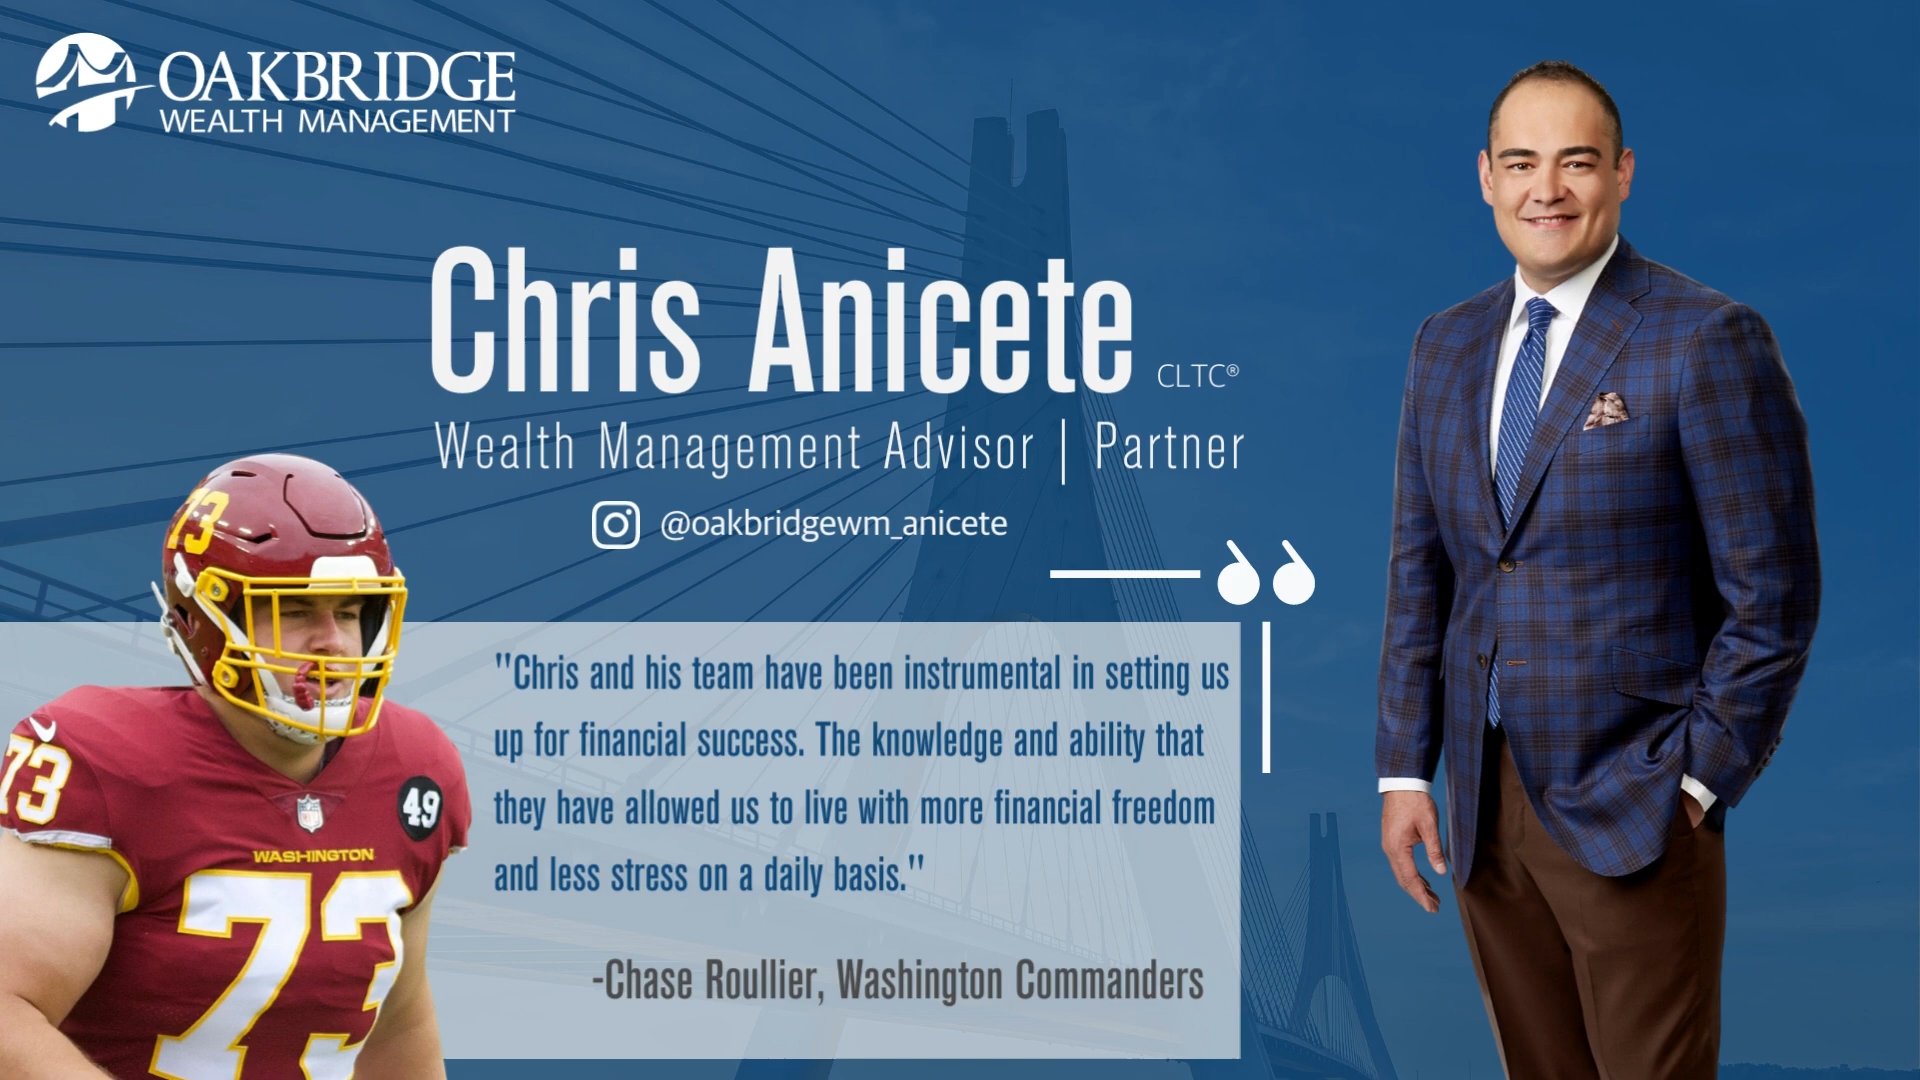 OAKBRIDGE
WEALTH MANAGEMENT
Chris Anicete CLTC®
Wealth Management Advisor | Partner
@oakbridgewm_anicete
"Chris and his team have been instrumental in setting us
up for financial success. The knowledge and ability that
they have allowed us to live with more financial freedom
and less stress on a daily basis."
-Chase Roullier, Washington Commanders
73
73
49
WASHINGTON
73